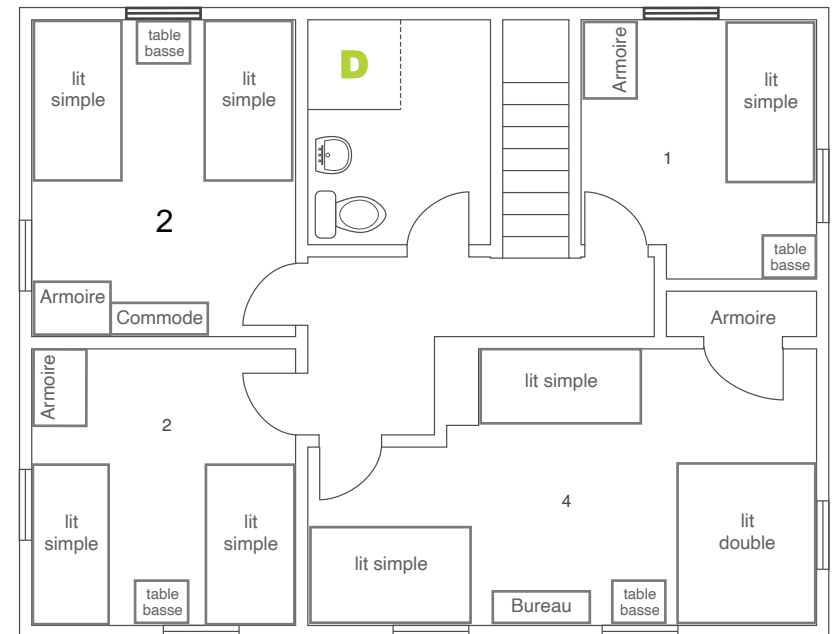 table
basse
lit
simple
lit
simple
2
Armoire
Commode
D
Armoire
lit
simple
1
table
basse
Armoire
Armoire
2
lit
simple
lit
simple
table
basse
lit simple
4
lit simple
Bureau
table
basse
lit
double